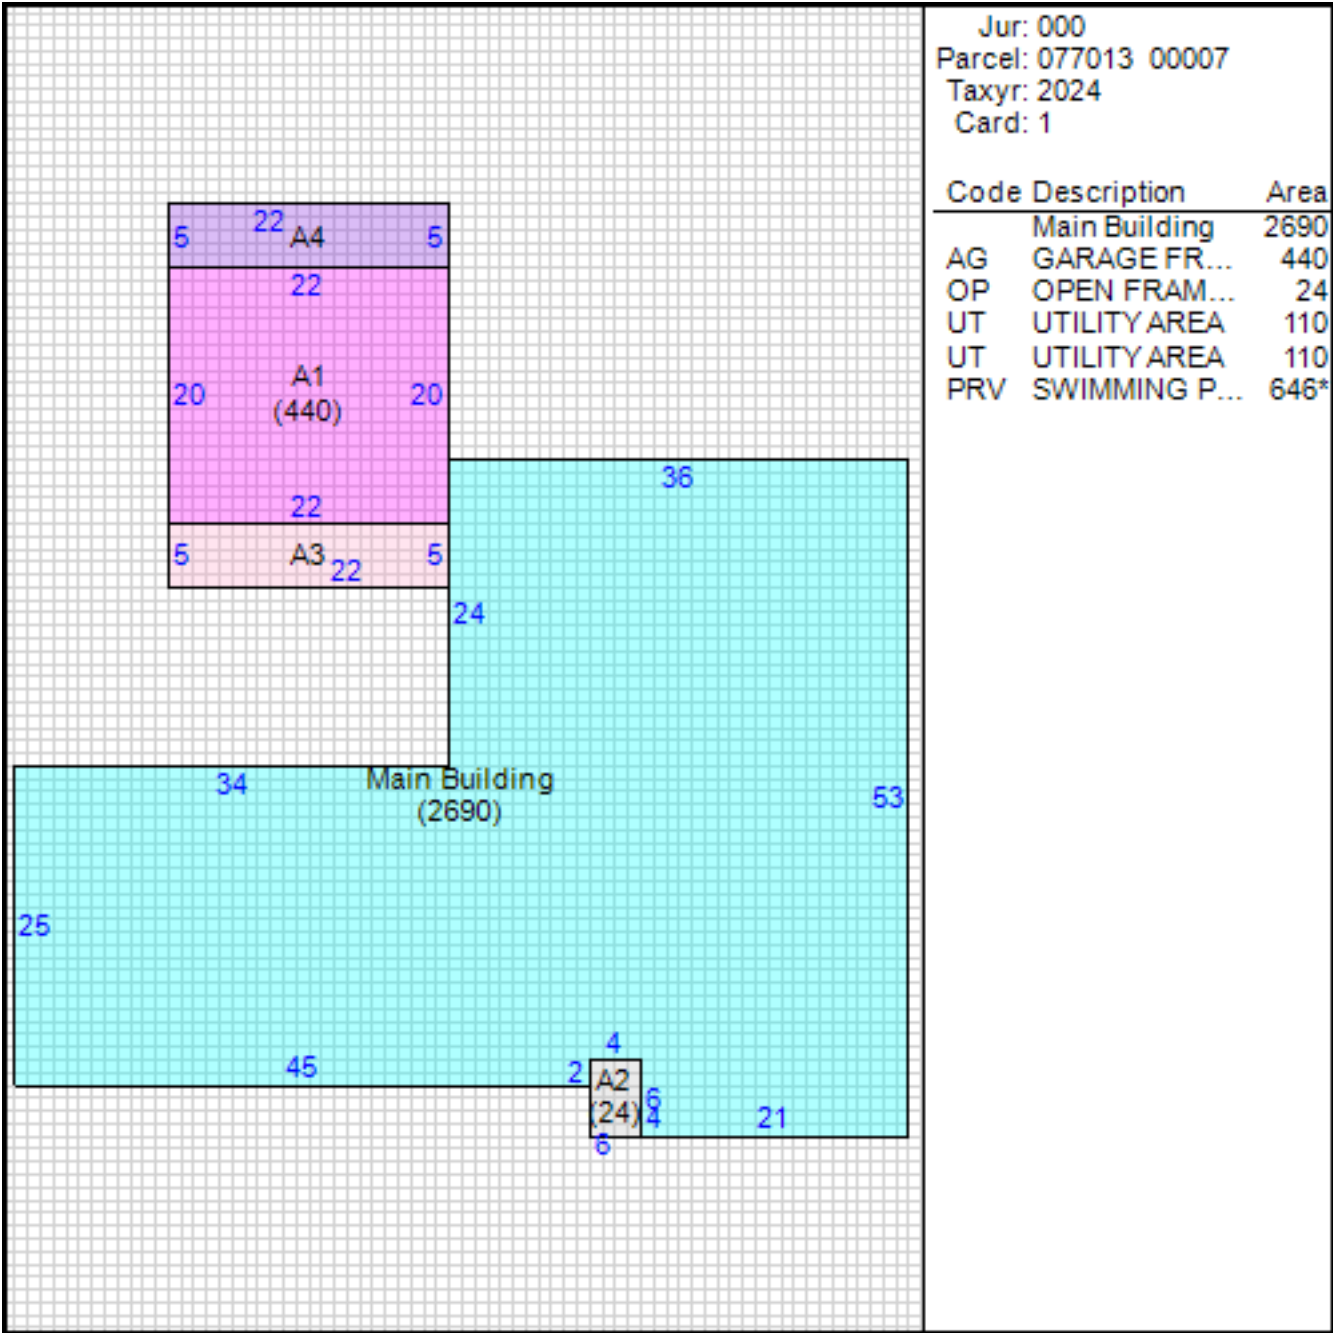 Jur: 000
Parcel: 077013 00007
Taxyr: 2024
Card: 1
Code Description Area
Main Building 2690
AG GARAGE FR... 440
OP OPEN FRAM... 24
UT UTILITY AREA 110
UT UTILITY AREA 110
PRV SWIMMING P... 646*
22
5 A4 5
22
A1
20 (440) 20
22
5 A3 22 5
36
24
34
Main Building
(2690)
53
25
45
4
2
A2
(24)
6
4
21
6